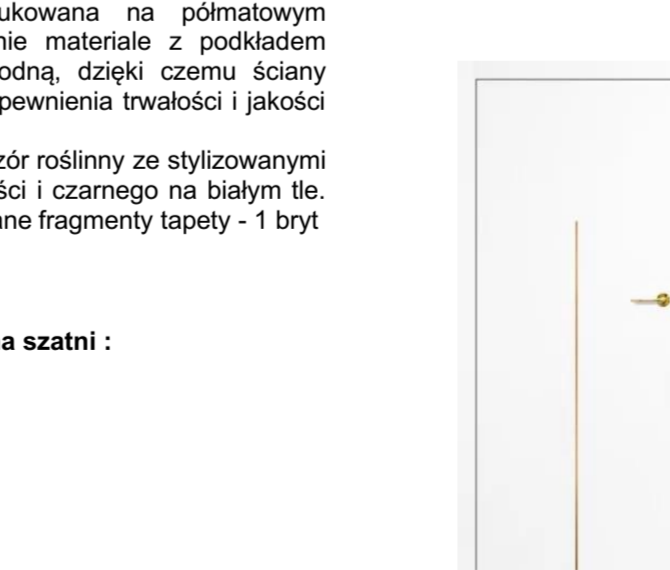 ukowana na półmatowym
nie materiale z podkładem
odną, dzięki czemu ściany
pewnienia trwałości i jakości
zór roślinny ze stylizowanymi
ści i czarnego na białym tle.
ane fragmenty tapety - 1 bryt
a szatni :